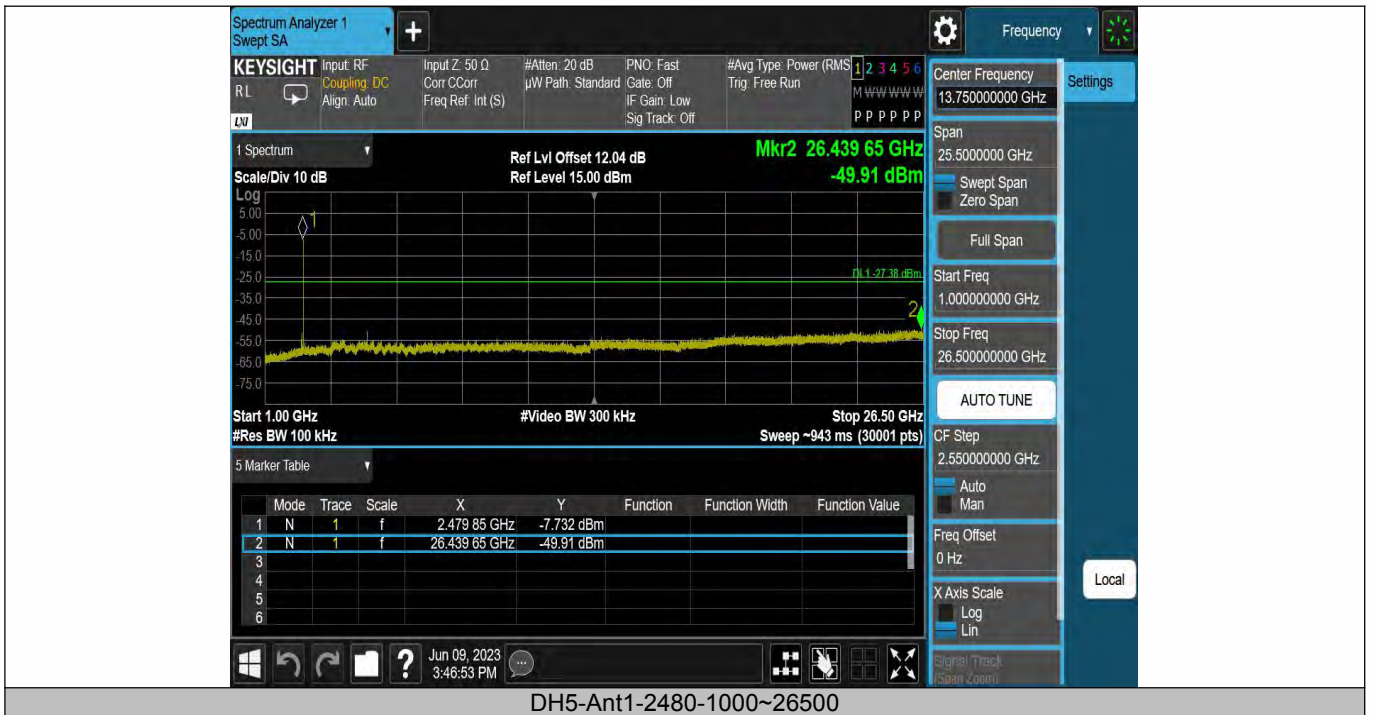 Spectrum Analyzer 1
Swept SA
+
Frequency
KEYSIGHT
RL
LXI
Input: RF
Coupling: DC
Align: Auto
Input Z: 50 Ω
Corr CCorr
Freq Ref: Int (S)
#Atten: 20 dB
µW Path: Standard
PNO: Fast
Gate: Off
IF Gain: Low
Sig Track: Off
#Avg Type: Power (RMS
Trig: Free Run
1 2 3 4 5 6
M W W W W W
P P P P P P
1 Spectrum
Scale/Div 10 dB
Ref Lvl Offset 12.04 dB
Ref Level 15.00 dBm
Mkr2 26.439 65 GHz
-49.91 dBm
Log
5.00
-5.00
-15.0
-25.0
-35.0
-45.0
-55.0
-65.0
-75.0
1
DL1 -27.38 dBm
2
Start 1.00 GHz
#Video BW 300 kHz
Stop 26.50 GHz
#Res BW 100 kHz
Sweep ~943 ms (30001 pts)
5 Marker Table
Mode Trace Scale X Y Function Function Width Function Value
1 N 1 f 2.479 85 GHz -7.732 dBm
2 N 1 f 26.439 65 GHz -49.91 dBm
3
4
5
6
Jun 09, 2023
3:46:53 PM
Center Frequency
13.750000000 GHz
Settings
Span
25.5000000 GHz
Swept Span
Zero Span
Full Span
Start Freq
1.000000000 GHz
Stop Freq
26.500000000 GHz
AUTO TUNE
CF Step
2.550000000 GHz
Auto
Man
Freq Offset
0 Hz
X Axis Scale
Log
Lin
Signal Track
(Span Zoom)
Local
DH5-Ant1-2480-1000~26500